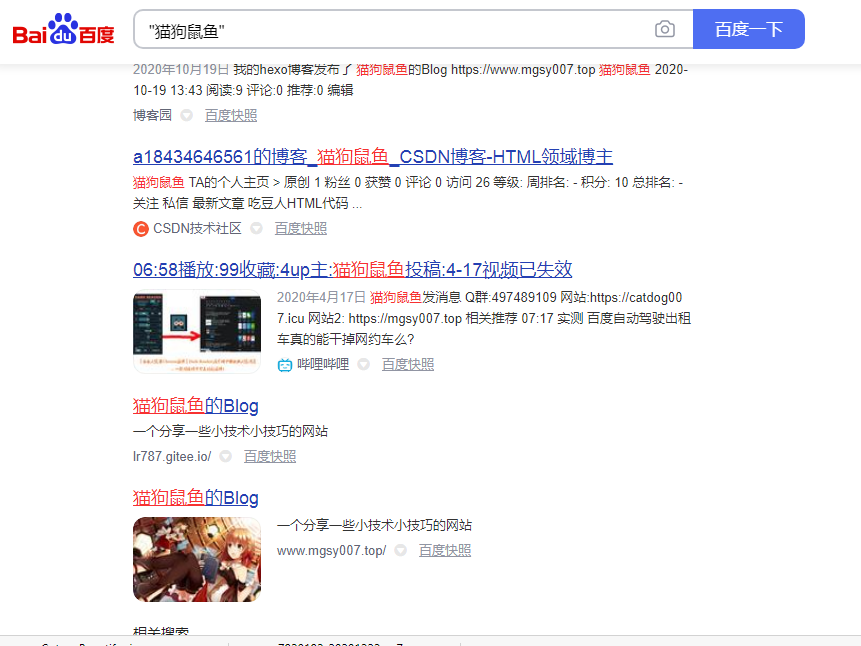 Bai du 百度
"猫狗鼠鱼"
百度一下
2020年10月19日 我的hexo博客发布了 猫狗鼠鱼的Blog https://www.mgsy007.top 猫狗鼠鱼 2020-
10-19 13:43 阅读:9 评论:0 推荐:0 编辑
博客园 百度快照
a18434646561的博客_猫狗鼠鱼_CSDN博客-HTML领域博主
猫狗鼠鱼 TA的个人主页 > 原创 1 粉丝 0 获赞 0 评论 0 访问 26 等级: 周排名: - 积分: 10 总排名: -
关注 私信 最新文章 吃豆人HTML代码 ...
C CSDN技术社区 百度快照
06:58播放:99收藏:4up主:猫狗鼠鱼投稿:4-17视频已失效
2020年4月17日 猫狗鼠鱼发消息 Q群:497489109 网站:https://catdog00
7.icu 网站2: https://mgsy007.top 相关推荐 07:17 实测 百度自动驾驶出租
车真的能干掉网约车么?
哔哩哔哩 百度快照
猫狗鼠鱼的Blog
一个分享一些小技术小技巧的网站
lr787.gitee.io/ 百度快照
猫狗鼠鱼的Blog
一个分享一些小技术小技巧的网站
www.mgsy007.top/ 百度快照
相关搜索